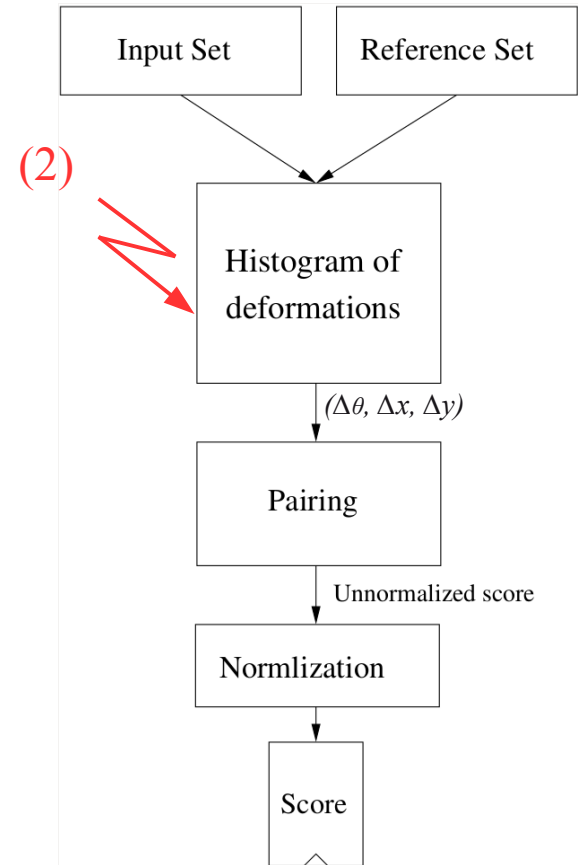 Input Set
Reference Set
(2)
Histogram of
deformations
(Δθ, Δx, Δy)
Pairing
Unnormalized score
Normlization
Score